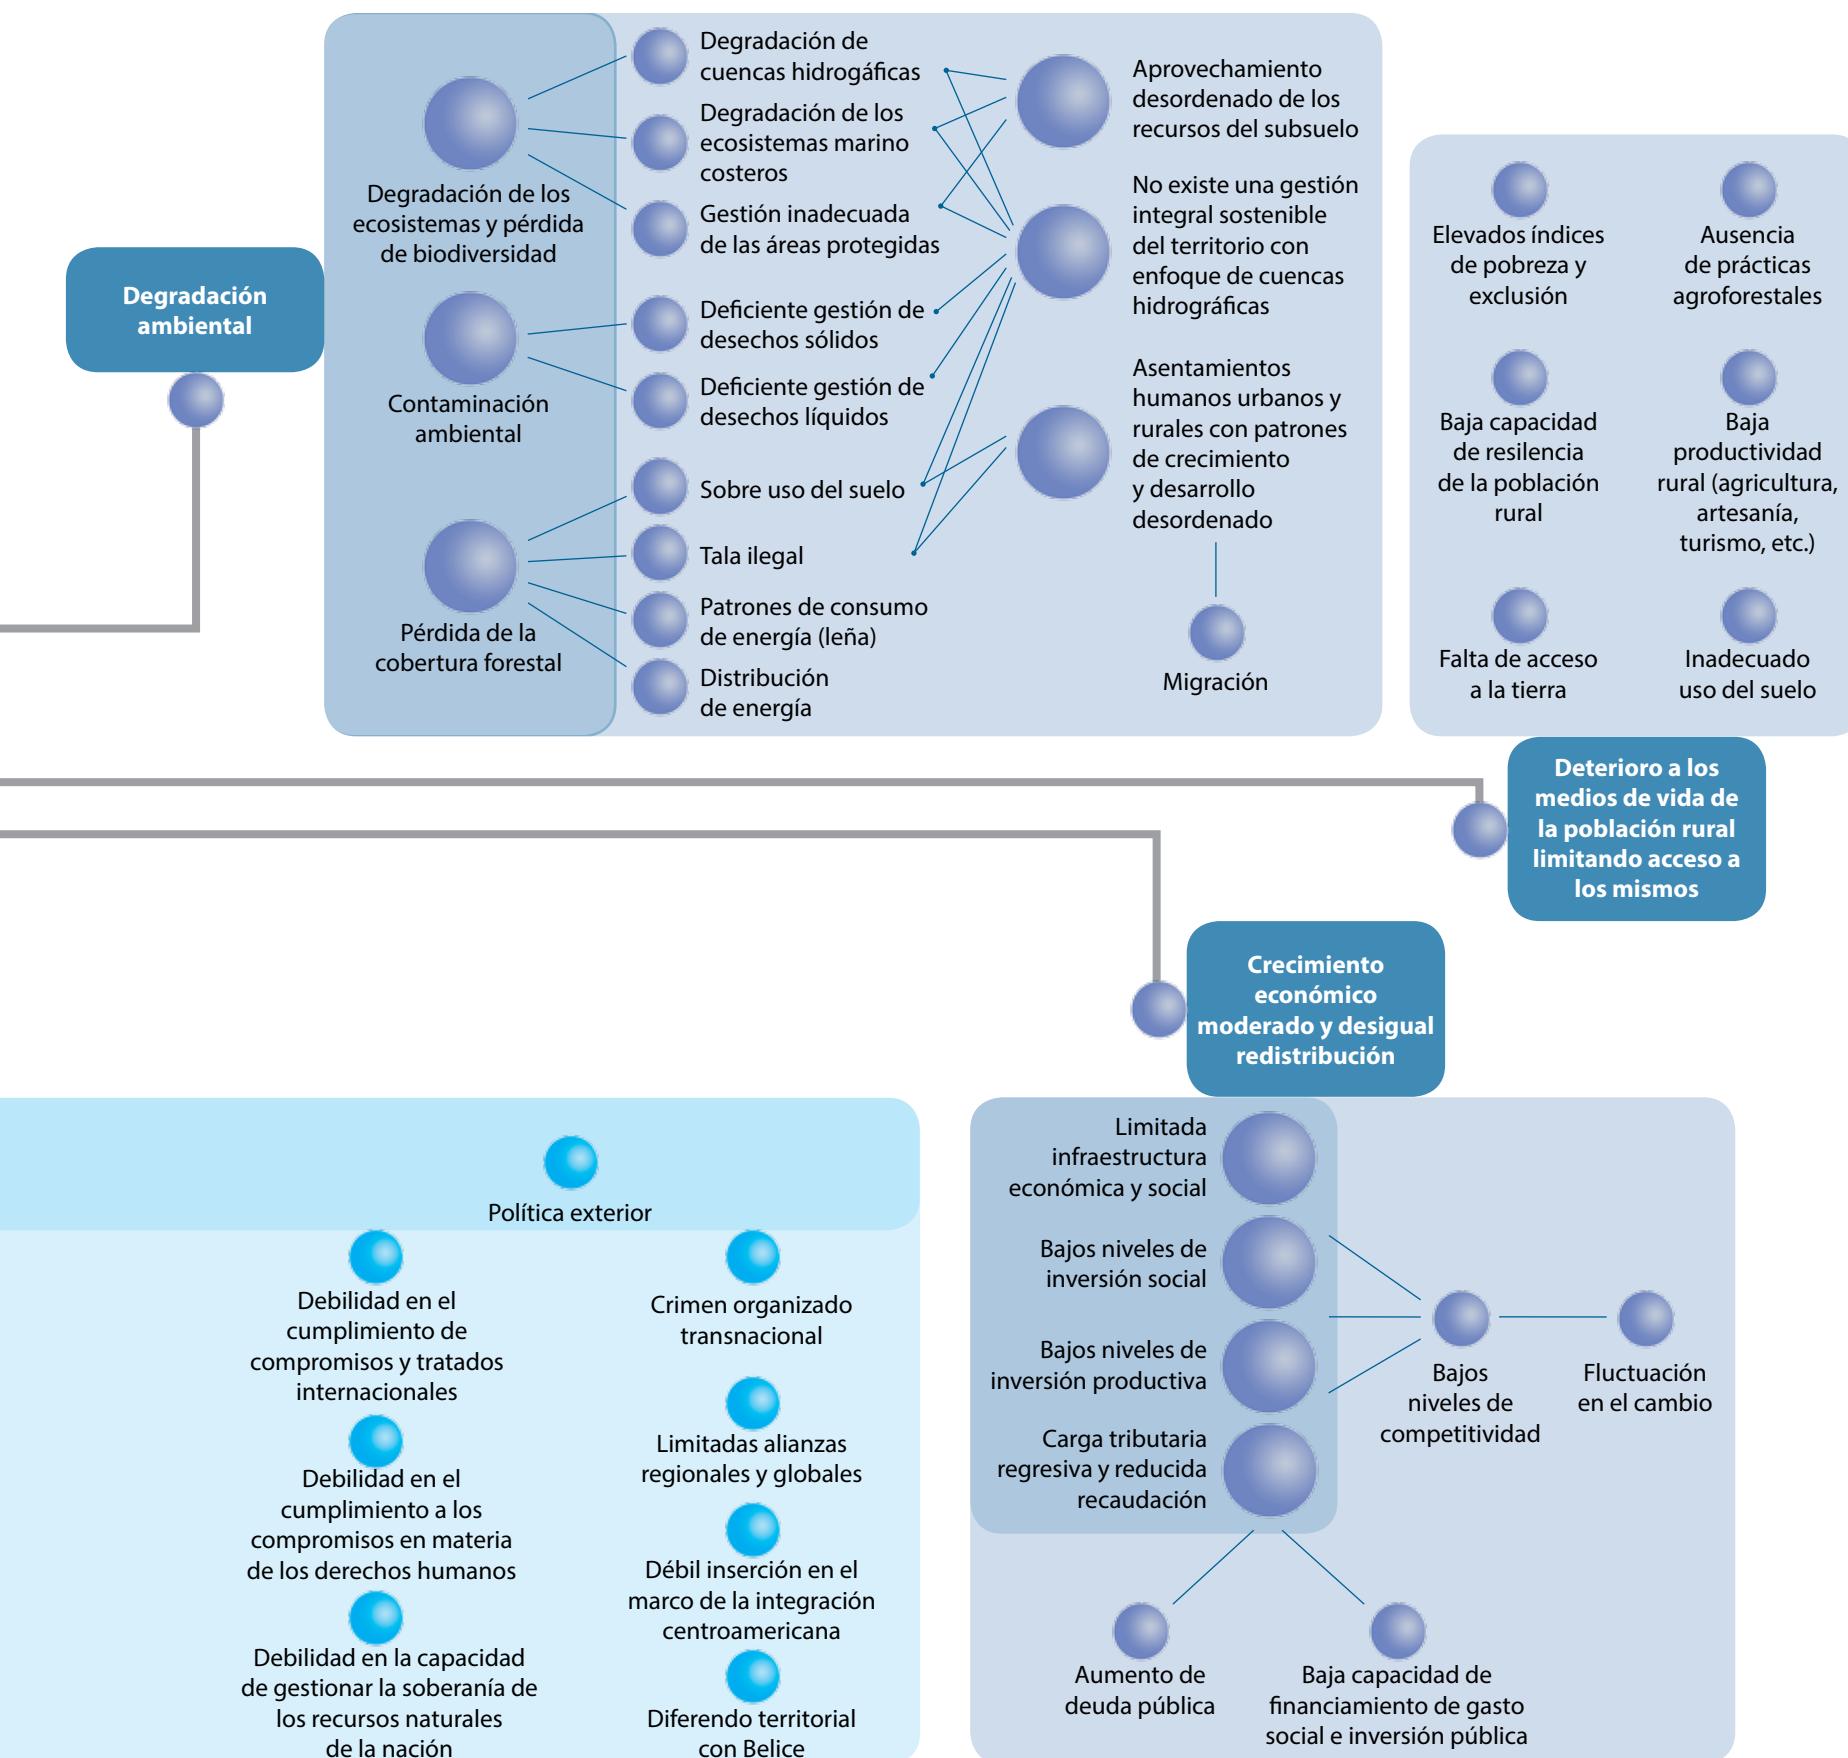 Degradación
ambiental
Degradación de los
ecosistemas y pérdida
de biodiversidad
Contaminación
ambiental
Pérdida de la
cobertura forestal
Degradación de
cuencas hidrogáficas
Degradación de los
ecosistemas marino
costeros
Gestión inadecuada
de las áreas protegidas
Deficiente gestión de
desechos sólidos
Deficiente gestión de
desechos líquidos
Sobre uso del suelo
Tala ilegal
Patrones de consumo
de energía (leña)
Distribución
de energía
Aprovechamiento
desordenado de los
recursos del subsuelo
No existe una gestión
integral sostenible
del territorio con
enfoque de cuencas
hidrográficas
Asentamientos
humanos urbanos y
rurales con patrones
de crecimiento
y desarrollo
desordenado
Migración
Elevados índices
de pobreza y
exclusión
Ausencia
de prácticas
agroforestales
Baja capacidad
de resilencia
de la población
rural
Baja
productividad
rural (agricultura,
artesanía,
turismo, etc.)
Falta de acceso
a la tierra
Inadecuado
uso del suelo
Deterioro a los
medios de vida de
la población rural
limitando acceso a
los mismos
Crecimiento
económico
moderado y desigual
redistribución
Limitada
infraestructura
económica y social
Bajos niveles de
inversión social
Bajos niveles de
inversión productiva
Carga tributaria
regresiva y reducida
recaudación
Bajos
niveles de
competitividad
Fluctuación
en el cambio
Aumento de
deuda pública
Baja capacidad de
financiamiento de gasto
social e inversión pública
Política exterior
Debilidad en el
cumplimiento de
compromisos y tratados
internacionales
Debilidad en el
cumplimiento a los
compromisos en materia
de los derechos humanos
Debilidad en la capacidad
de gestionar la soberanía de
los recursos naturales
de la nación
Crimen organizado
transnacional
Limitadas alianzas
regionales y globales
Débil inserción en el
marco de la integración
centroamericana
Diferendo territorial
con Belice